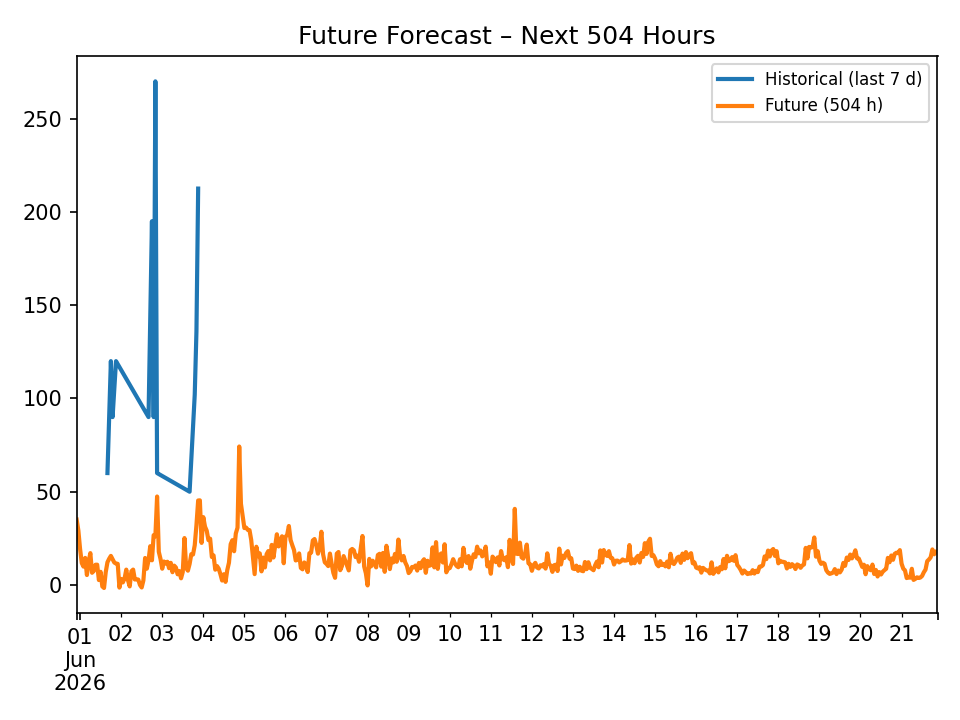 Future Forecast – Next 504 Hours
Historical (last 7 d)
Future (504 h)
250
200
150
100
50
0
01 02 03 04 05 06 07 08 09 10 11 12 13 14 15 16 17 18 19 20 21
Jun
2026